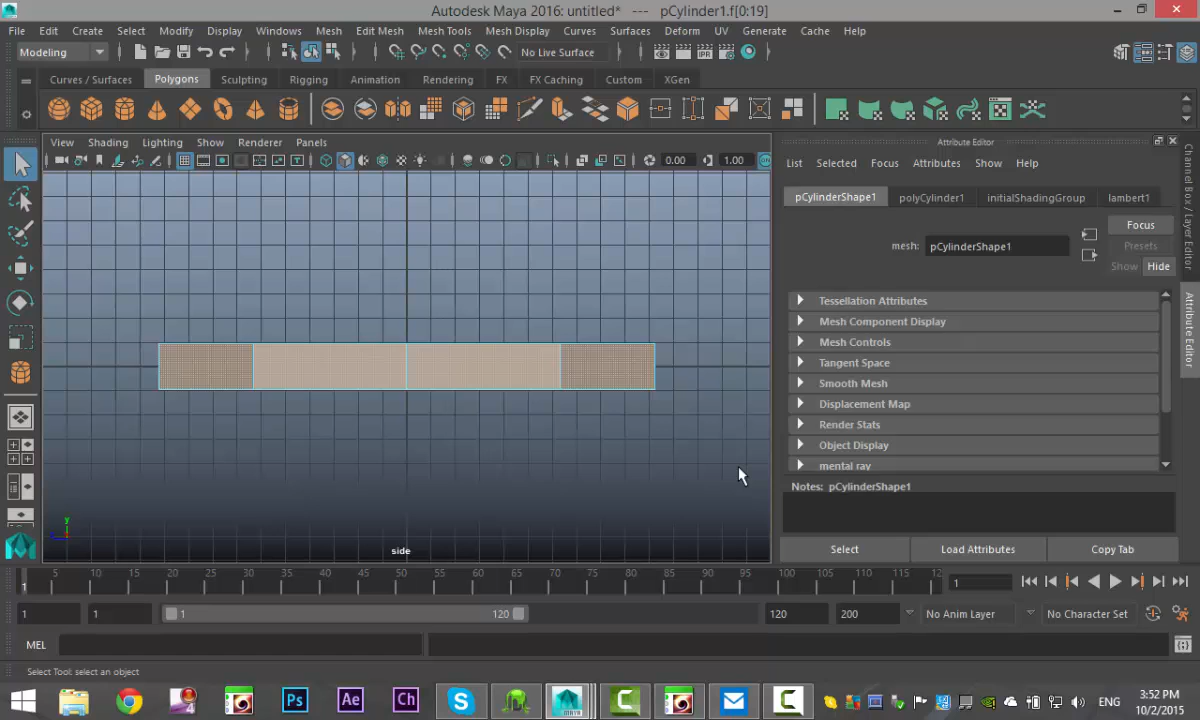 Autodesk Maya 2016: untitled* --- pCylinder1.f[0:19]
File Edit Create Select Modify Display Windows Mesh Edit Mesh Mesh Tools Mesh Display Curves Surfaces Deform UV Generate Cache Help
Modeling No Live Surface
Curves / Surfaces Polygons Sculpting Rigging Animation Rendering FX FX Caching Custom XGen
View Shading Lighting Show Renderer Panels
0.00 1.00
Attribute Editor
List Selected Focus Attributes Show Help
pCylinderShape1 polyCylinder1 initialShadingGroup lambert1
Focus
mesh: pCylinderShape1
Presets
Show Hide
Tessellation Attributes
Mesh Component Display
Mesh Controls
Tangent Space
Smooth Mesh
Displacement Map
Render Stats
Object Display
mental ray
Notes: pCylinderShape1
Select Load Attributes Copy Tab
Channel Box / Layer Editor
Attribute Editor
y
side
1 5 10 15 20 25 30 35 40 45 50 55 60 65 70 75 80 85 90 95 100 105 110 115 12
1
1 1 1 120 120 200 No Anim Layer No Character Set
MEL
Select Tool: select an object
Ps Ae Ch
MAYA
ENG
3:52 PM
10/2/2015